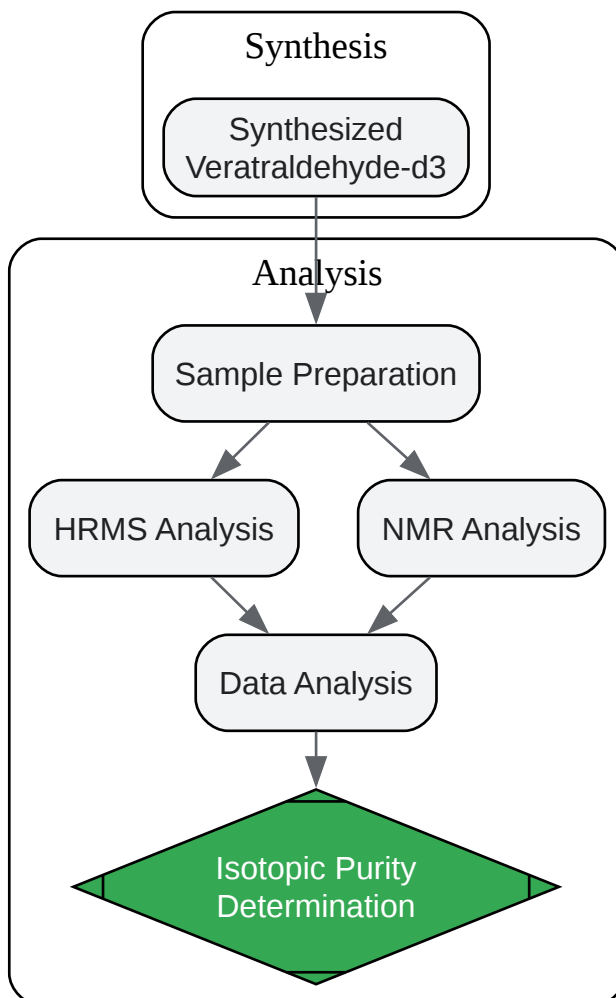 Synthesis
Synthesized
Veratraldehyde-d3
Analysis
Sample Preparation
HRMS Analysis
NMR Analysis
Data Analysis
Isotopic Purity
Determination